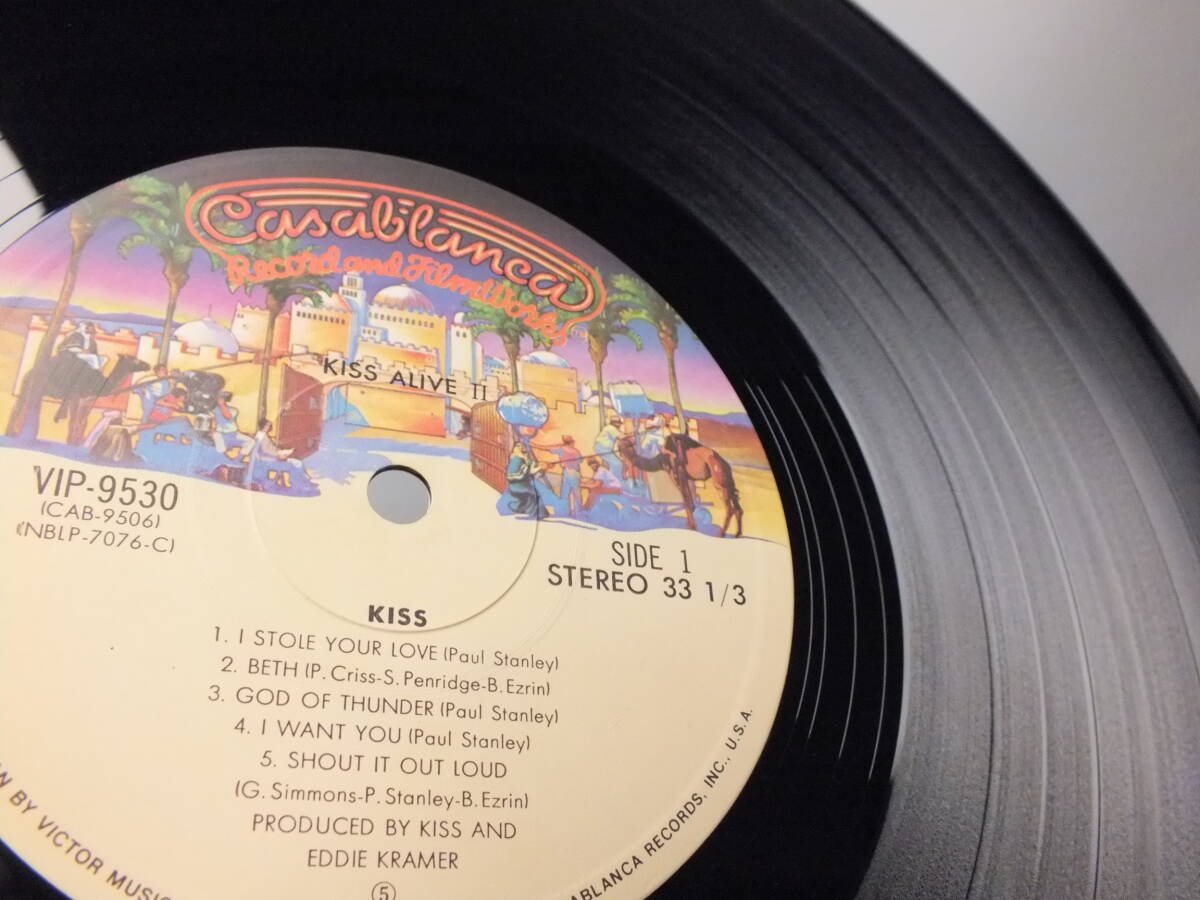 Casablanca
Record and FilmWorks
KISS ALIVE II
VIP-9530
(CAB-9506)
(NBLP-7076-C)
SIDE 1
STEREO 33 1/3
KISS
1. I STOLE YOUR LOVE (Paul Stanley)
2. BETH (P. Criss-S. Penridge-B. Ezrin)
3. GOD OF THUNDER (Paul Stanley)
4. I WANT YOU (Paul Stanley)
5. SHOUT IT OUT LOUD
(G. Simmons-P. Stanley-B. Ezrin)
PRODUCED BY KISS AND
EDDIE KRAMER
⑤
BY VICTOR MUSIC
ABLANCA RECORDS, INC., U.S.A.